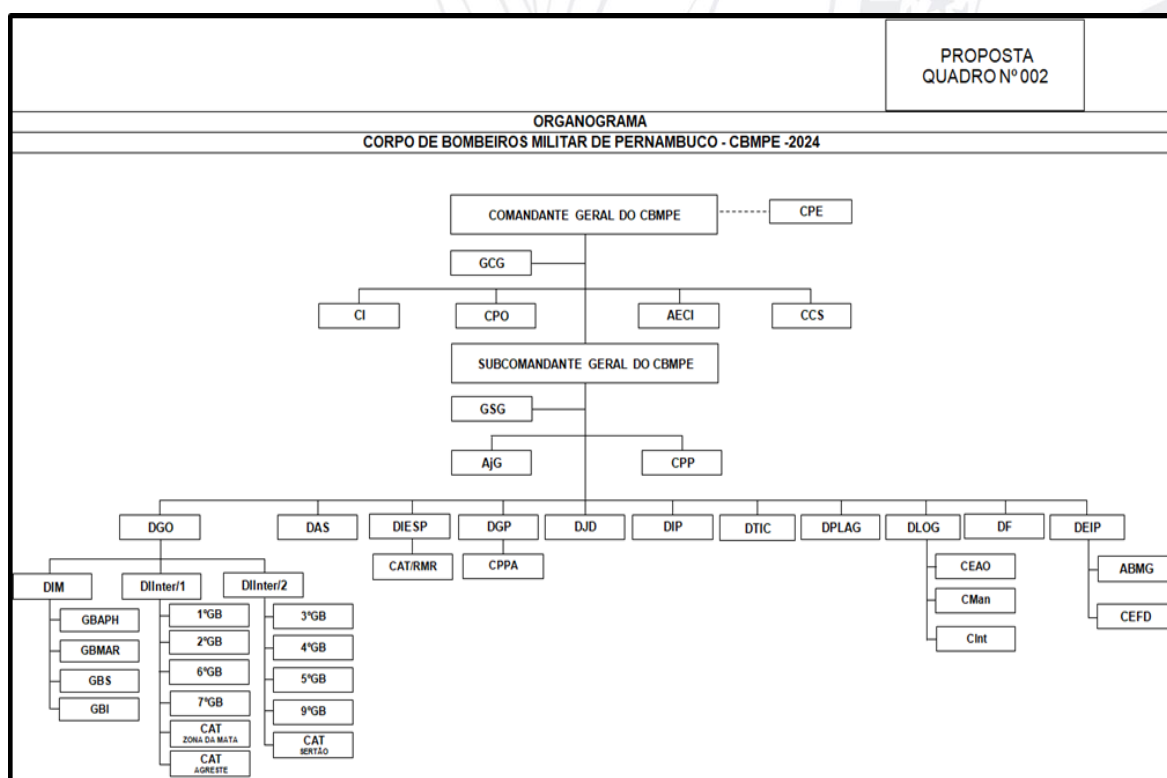 PROPOSTA
QUADRO Nº 002
ORGANOGRAMA
CORPO DE BOMBEIROS MILITAR DE PERNAMBUCO - CBMPE -2024
COMANDANTE GERAL DO CBMPE
CPE
GCG
CI
CPO
AECI
CCS
SUBCOMANDANTE GERAL DO CBMPE
GSG
AjG
CPP
DGO
DAS
DIESP
DGP
DJD
DIP
DTIC
DPLAG
DLOG
DF
DEIP
CAT/RMR
CPPA
CEAO
CMan
CInt
ABMG
CEFD
DIM
DIInter/1
DIInter/2
GBAPH
GBMAR
GBS
GBI
1ºGB
2ºGB
6ºGB
7ºGB
CAT
ZONA DA MATA
CAT
AGRESTE
3ºGB
4ºGB
5ºGB
9ºGB
CAT
SERTÃO